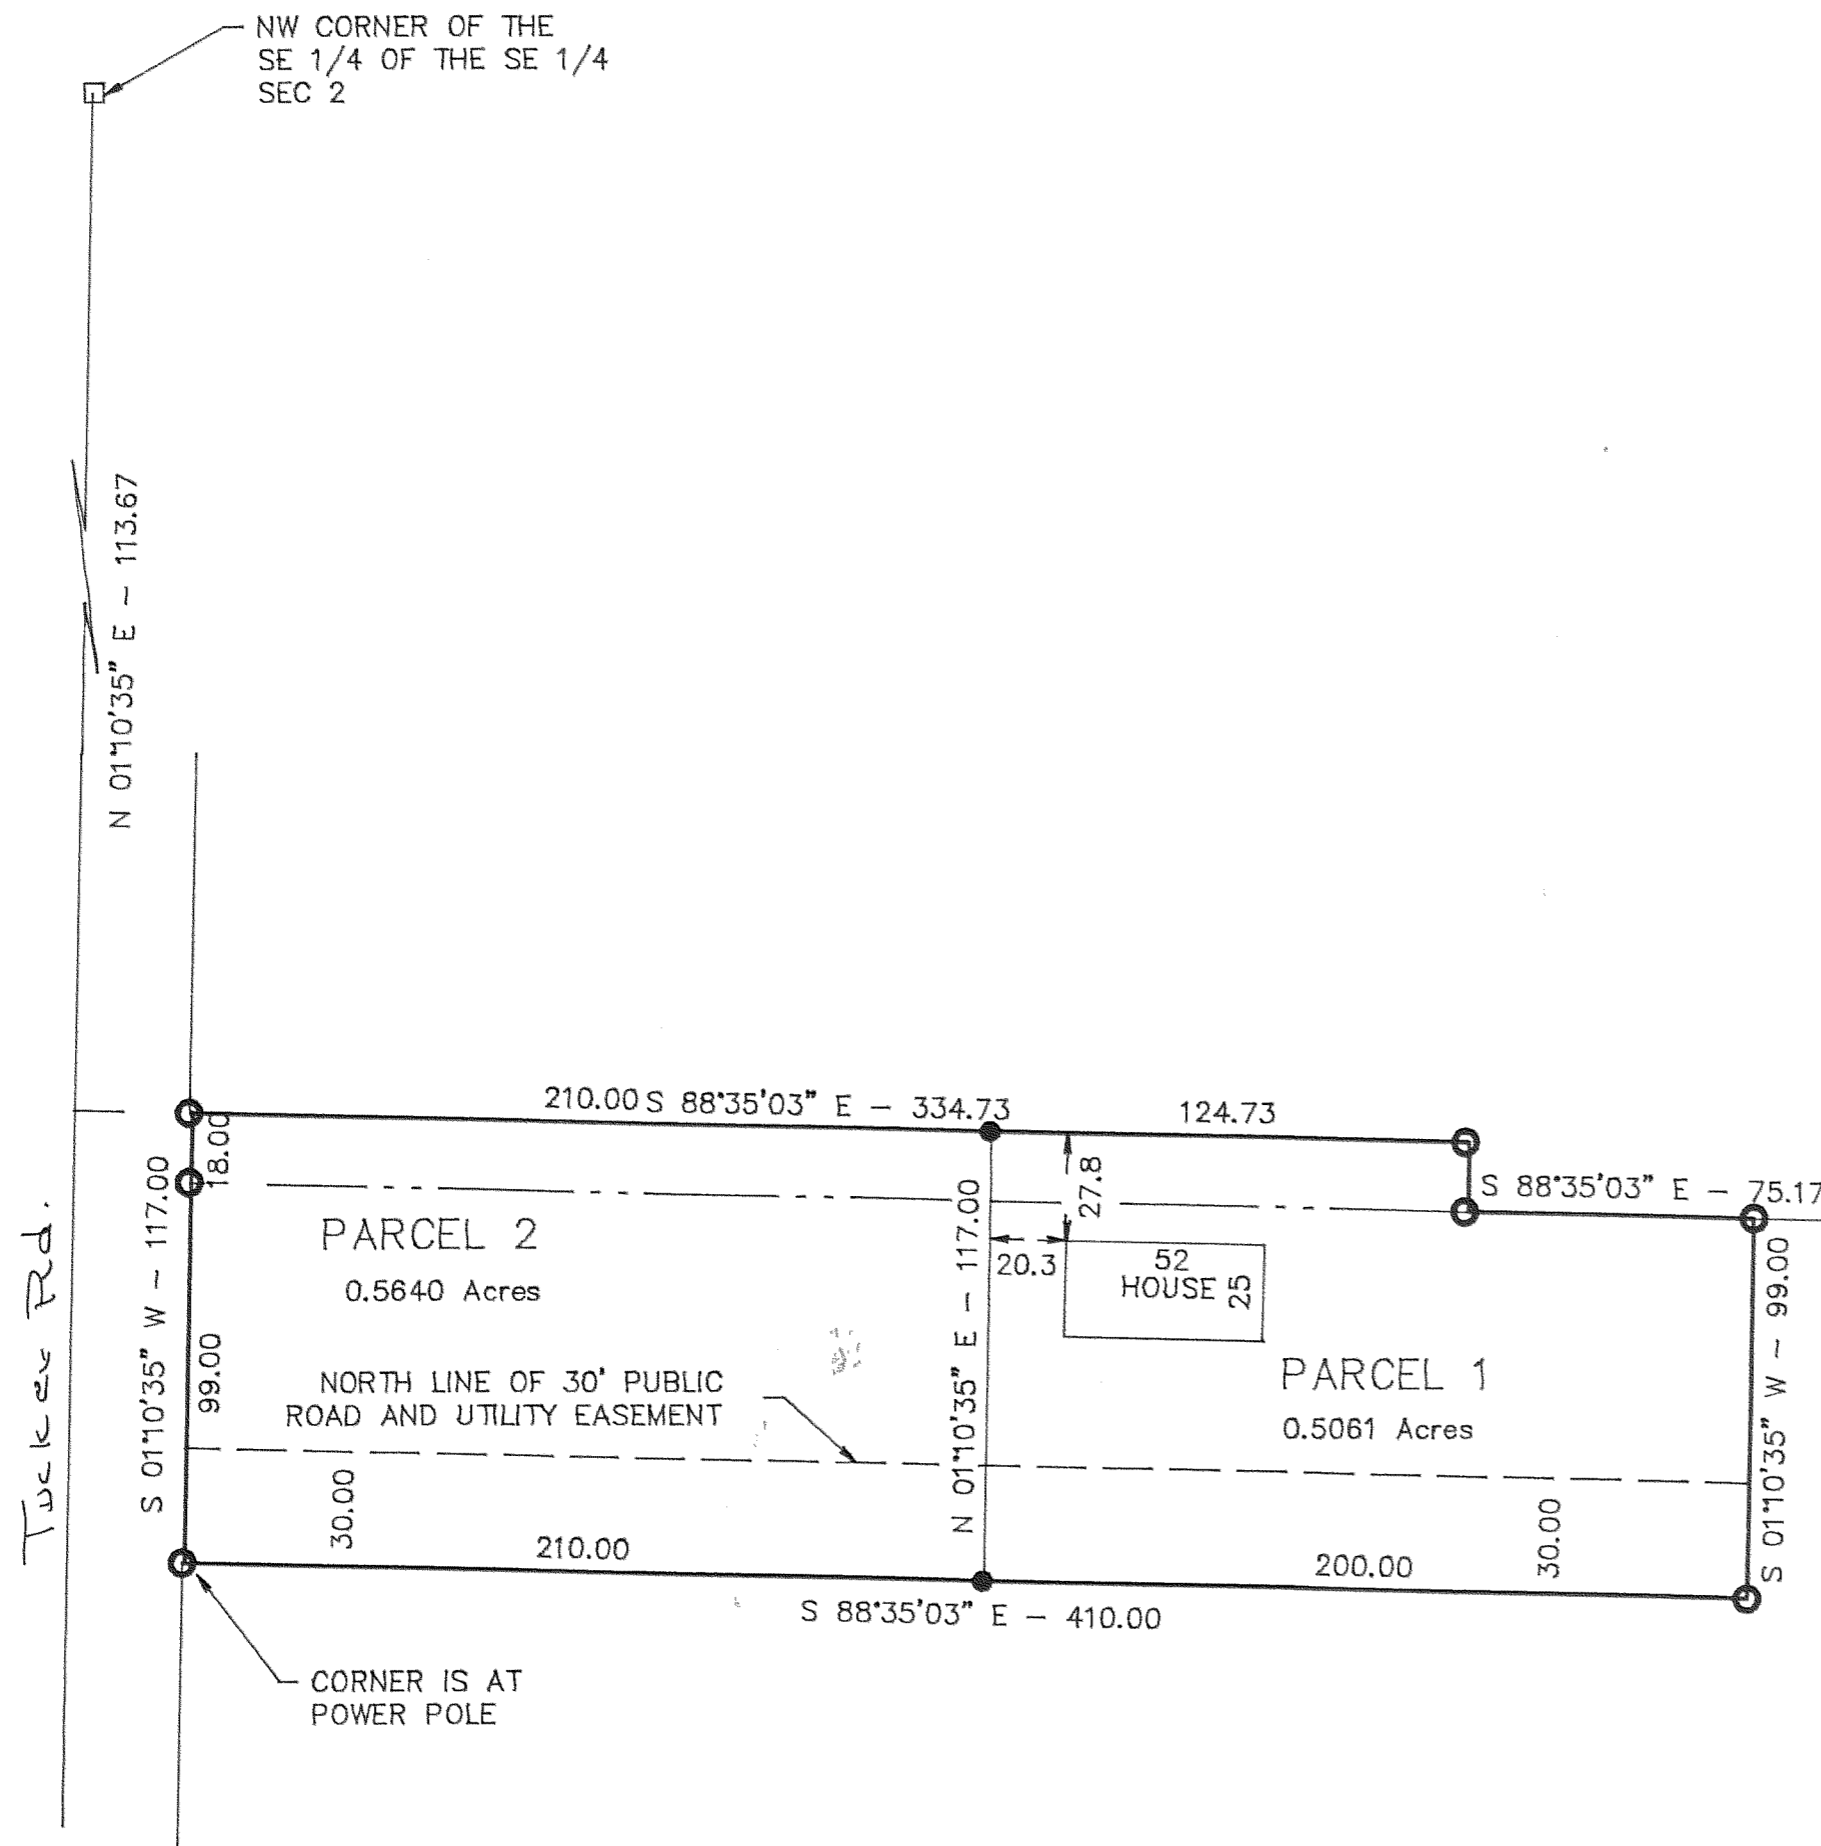 NW CORNER OF THE
SE 1/4 OF THE SE 1/4
SEC 2
N 01°10'35" E - 113.67
210.00 S 88°35'03" E - 334.73
124.73
18.00
S 01°10'35" W - 117.00
27.8
S 88°35'03" E - 75.17
PARCEL 2
0.5640 Acres
N 01°10'35" E - 117.00
20.3
52
HOUSE
25
99.00
PARCEL 1
0.5061 Acres
S 01°10'35" W - 99.00
NORTH LINE OF 30' PUBLIC
ROAD AND UTILITY EASEMENT
30.00
210.00
200.00
30.00
S 88°35'03" E - 410.00
Tucker Rd.
CORNER IS AT
POWER POLE